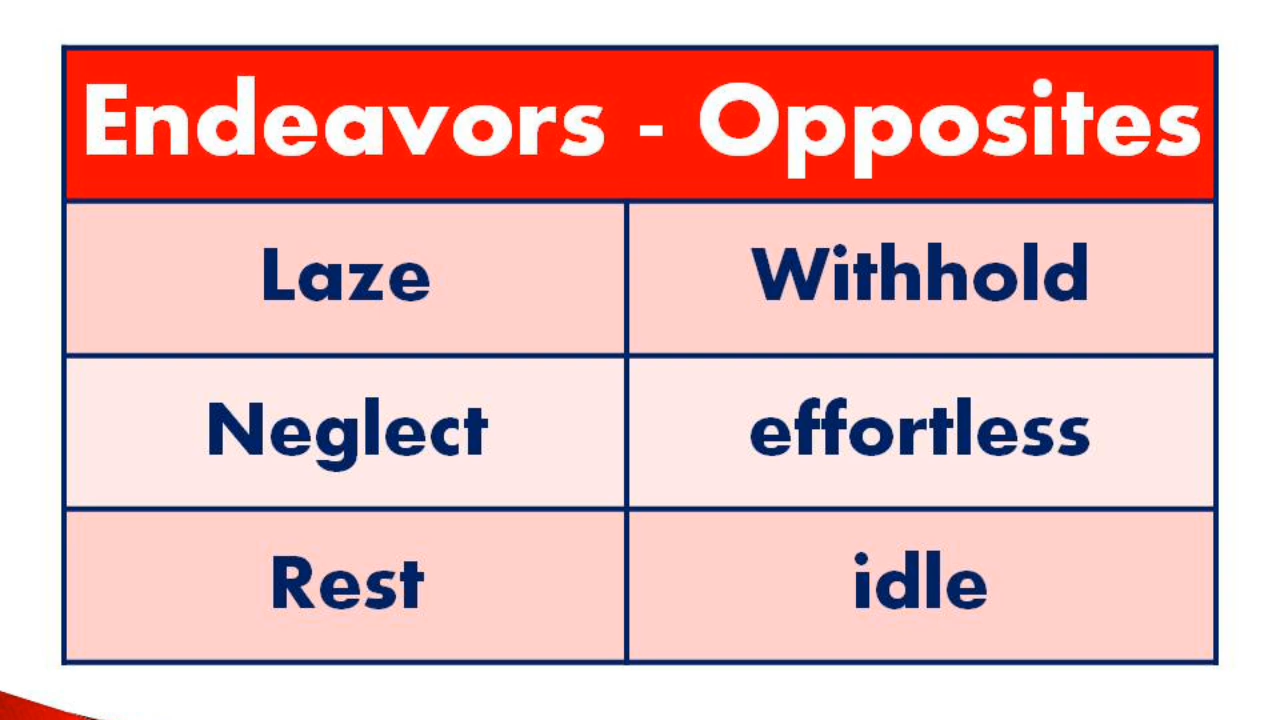 Endeavors - Opposites
Laze Withhold
Neglect effortless
Rest idle